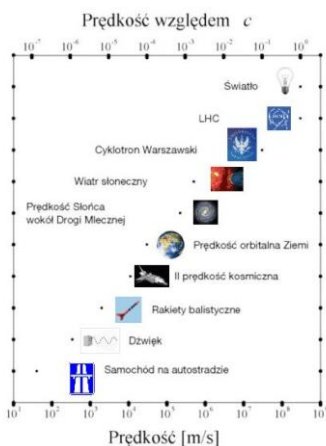 Prędkość względem c
10⁻⁷ 10⁻⁶ 10⁻⁵ 10⁻⁴ 10⁻³ 10⁻² 10⁻¹ 10⁰
Światło
LHC
Cyklotron Warszawski
Wiatr słoneczny
Prędkość Słońca
wokół Drogi Mlecznej
Prędkość orbitalna Ziemi
II prędkość kosmiczna
Rakiety balistyczne
Dźwięk
Samochód na autostradzie
10¹ 10² 10³ 10⁴ 10⁵ 10⁶ 10⁷ 10⁸ 10⁹
Prędkość [m/s]